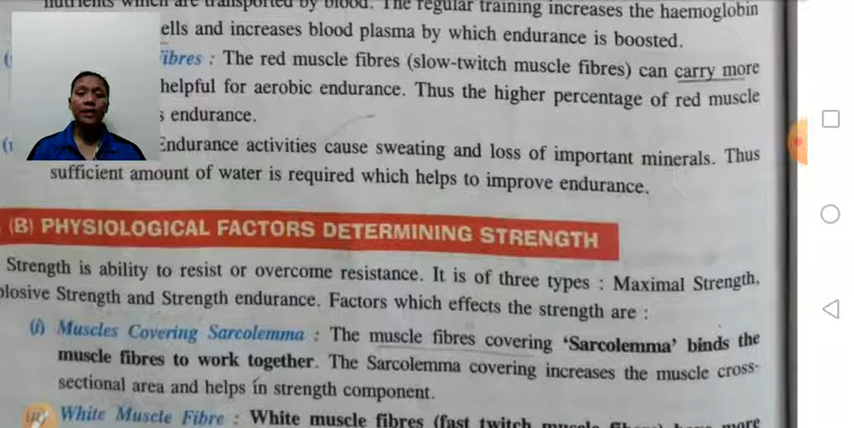 nutrients which are transported by blood. The regular training increases the haemoglobin
ells and increases blood plasma by which endurance is boosted.
ibres : The red muscle fibres (slow-twitch muscle fibres) can carry more
helpful for aerobic endurance. Thus the higher percentage of red muscle
s endurance.
Endurance activities cause sweating and loss of important minerals. Thus
sufficient amount of water is required which helps to improve endurance.
(B) PHYSIOLOGICAL FACTORS DETERMINING STRENGTH
Strength is ability to resist or overcome resistance. It is of three types : Maximal Strength,
plosive Strength and Strength endurance. Factors which effects the strength are :
(i) Muscles Covering Sarcolemma : The muscle fibres covering ‘Sarcolemma’ binds the
muscle fibres to work together. The Sarcolemma covering increases the muscle cross-
sectional area and helps in strength component.
(ii) White Muscle Fibre : White muscle fibres (fast twitch muscle fibres) have more